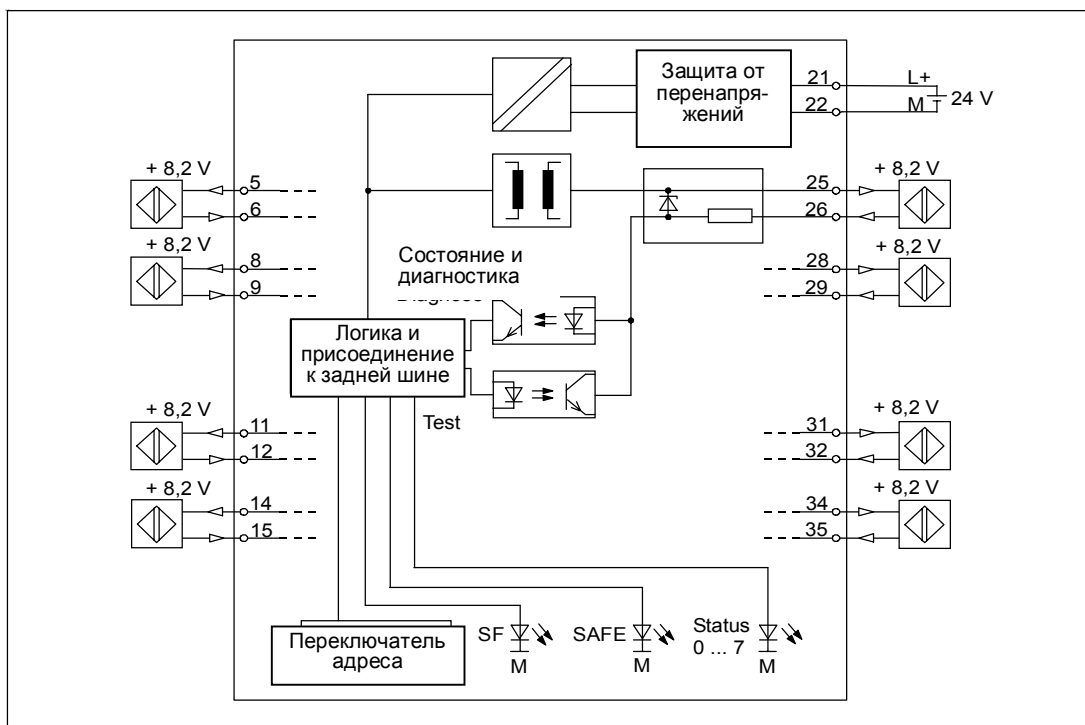 Защита от
перенапря-
жений
21
22
L+
M
24 V
+ 8,2 V
5
6
25
26
+ 8,2 V
+ 8,2 V
8
9
Состояние и
диагностика
28
29
+ 8,2 V
Логика и
присоединение
к задней шине
Test
+ 8,2 V
11
12
31
32
+ 8,2 V
+ 8,2 V
14
15
34
35
+ 8,2 V
Переключатель
адреса
SF
M
SAFE
M
Status
0 ... 7
M